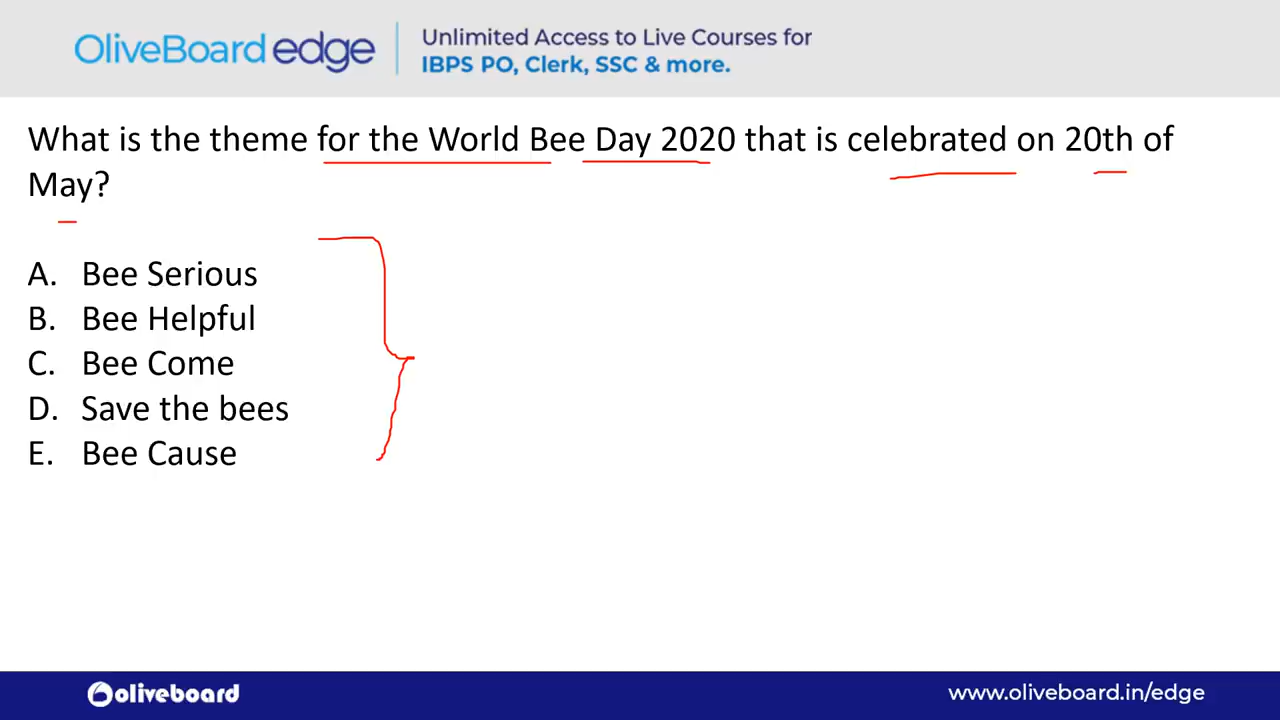 OliveBoard edge
Unlimited Access to Live Courses for
IBPS PO, Clerk, SSC & more.
What is the theme for the World Bee Day 2020 that is celebrated on 20th of
May?
A. Bee Serious
B. Bee Helpful
C. Bee Come
D. Save the bees
E. Bee Cause
oliveboard
www.oliveboard.in/edge